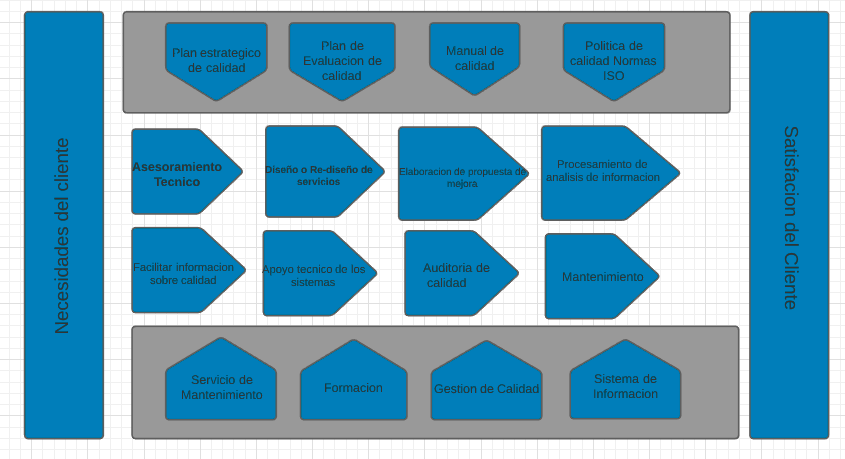 Necesidades del cliente
Plan estrategico
de calidad
Plan de
Evaluacion de
calidad
Manual de
calidad
Politica de
calidad Normas
ISO
Asesoramiento
Tecnico
Diseño o Re-diseño de
servicios
Elaboracion de propuesta de
mejora
Procesamiento de
analisis de informacion
Facilitar informacion
sobre calidad
Apoyo tecnico de los
sistemas
Auditoria de
calidad
Mantenimiento
Servicio de
Mantenimiento
Formacion
Gestion de Calidad
Sistema de
Informacion
Satisfacion del Cliente